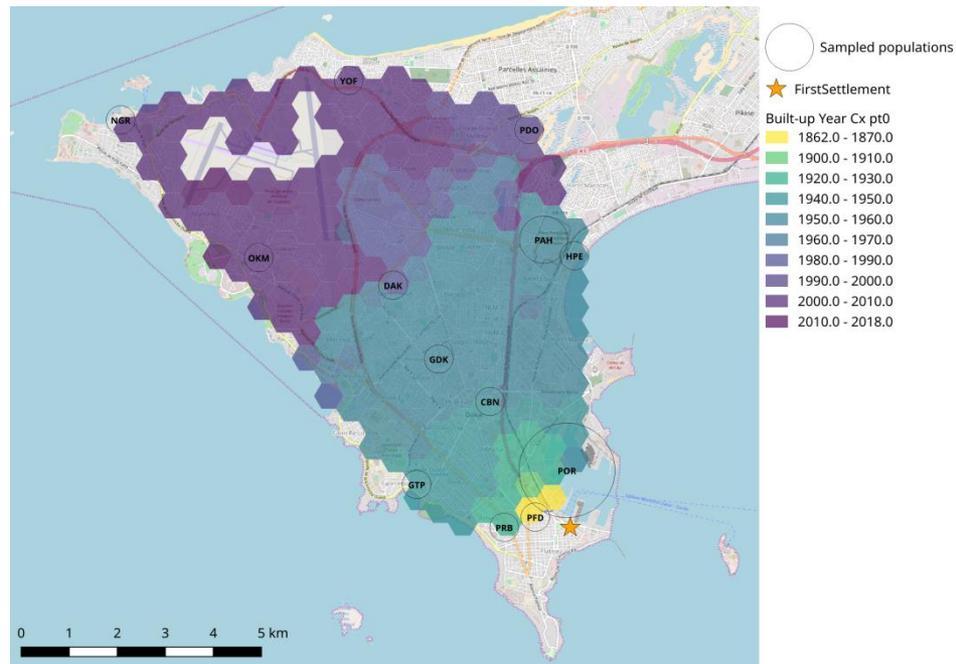 YOF
Parcelles Assainies
Pikine
NGR
PDO
PAH
HPE
OKM
DAK
GDK
CBN
POR
GTP
PFD
PRB
0 1 2 3 4 5 km
Sampled populations
FirstSettlement
Built-up Year Cx pt0
1862.0 - 1870.0
1900.0 - 1910.0
1920.0 - 1930.0
1940.0 - 1950.0
1950.0 - 1960.0
1960.0 - 1970.0
1980.0 - 1990.0
1990.0 - 2000.0
2000.0 - 2010.0
2010.0 - 2018.0